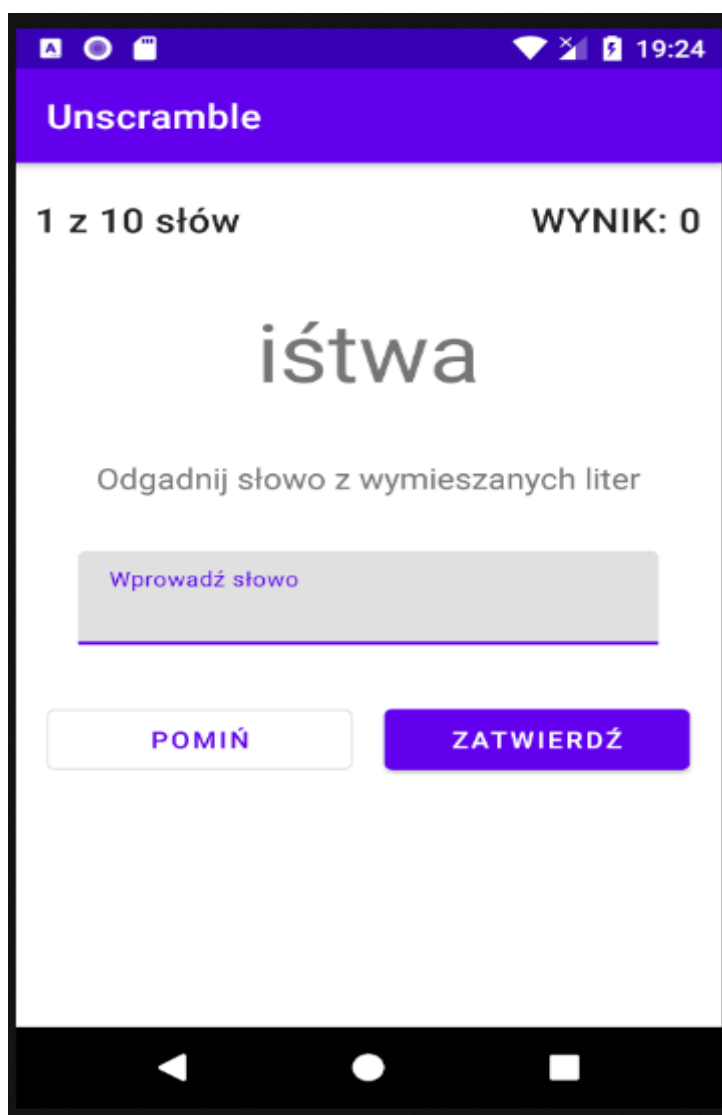 19:24
Unscramble
1 z 10 słów WYNIK: 0
iśtwa
Odgadnij słowo z wymieszanych liter
Wprowadź słowo
POMIŃ ZATWIERDŹ